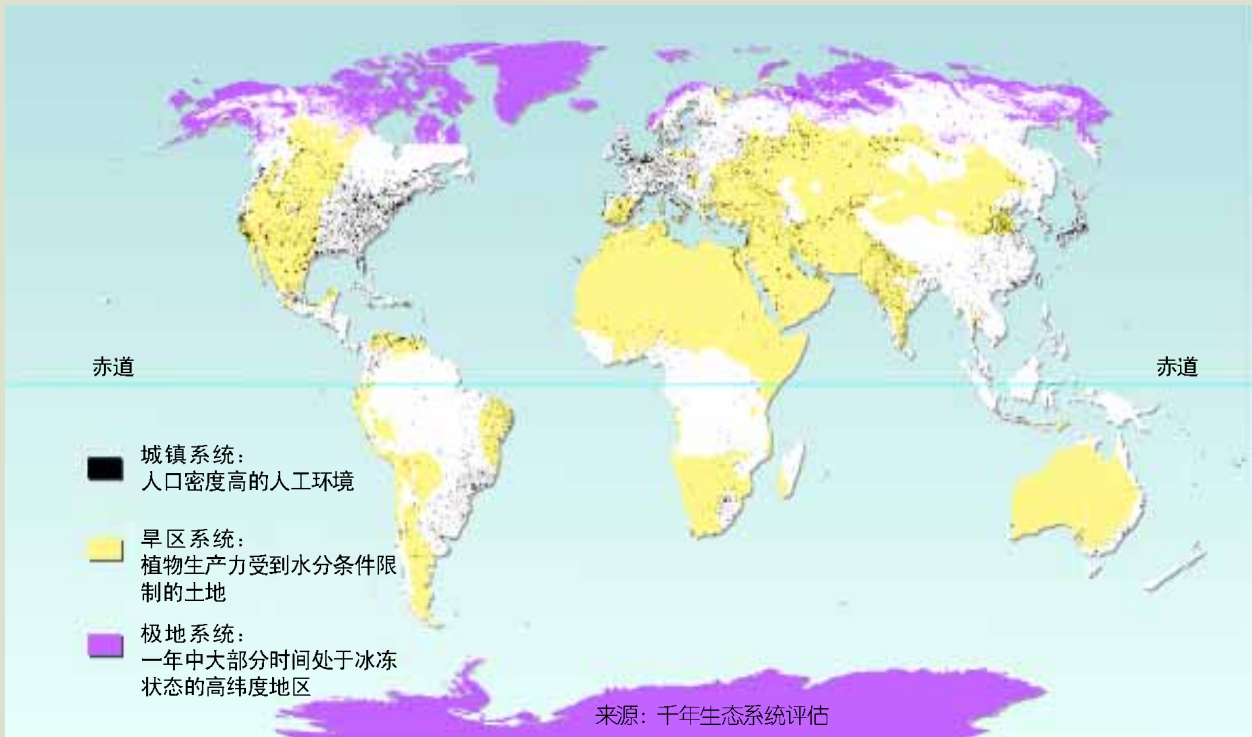 赤道
赤道
城镇系统：
人口密度高的人工环境
旱区系统：
植物生产力受到水分条件限
制的土地
极地系统：
一年中大部分时间处于冰冻
状态的高纬度地区
来源：千年生态系统评估